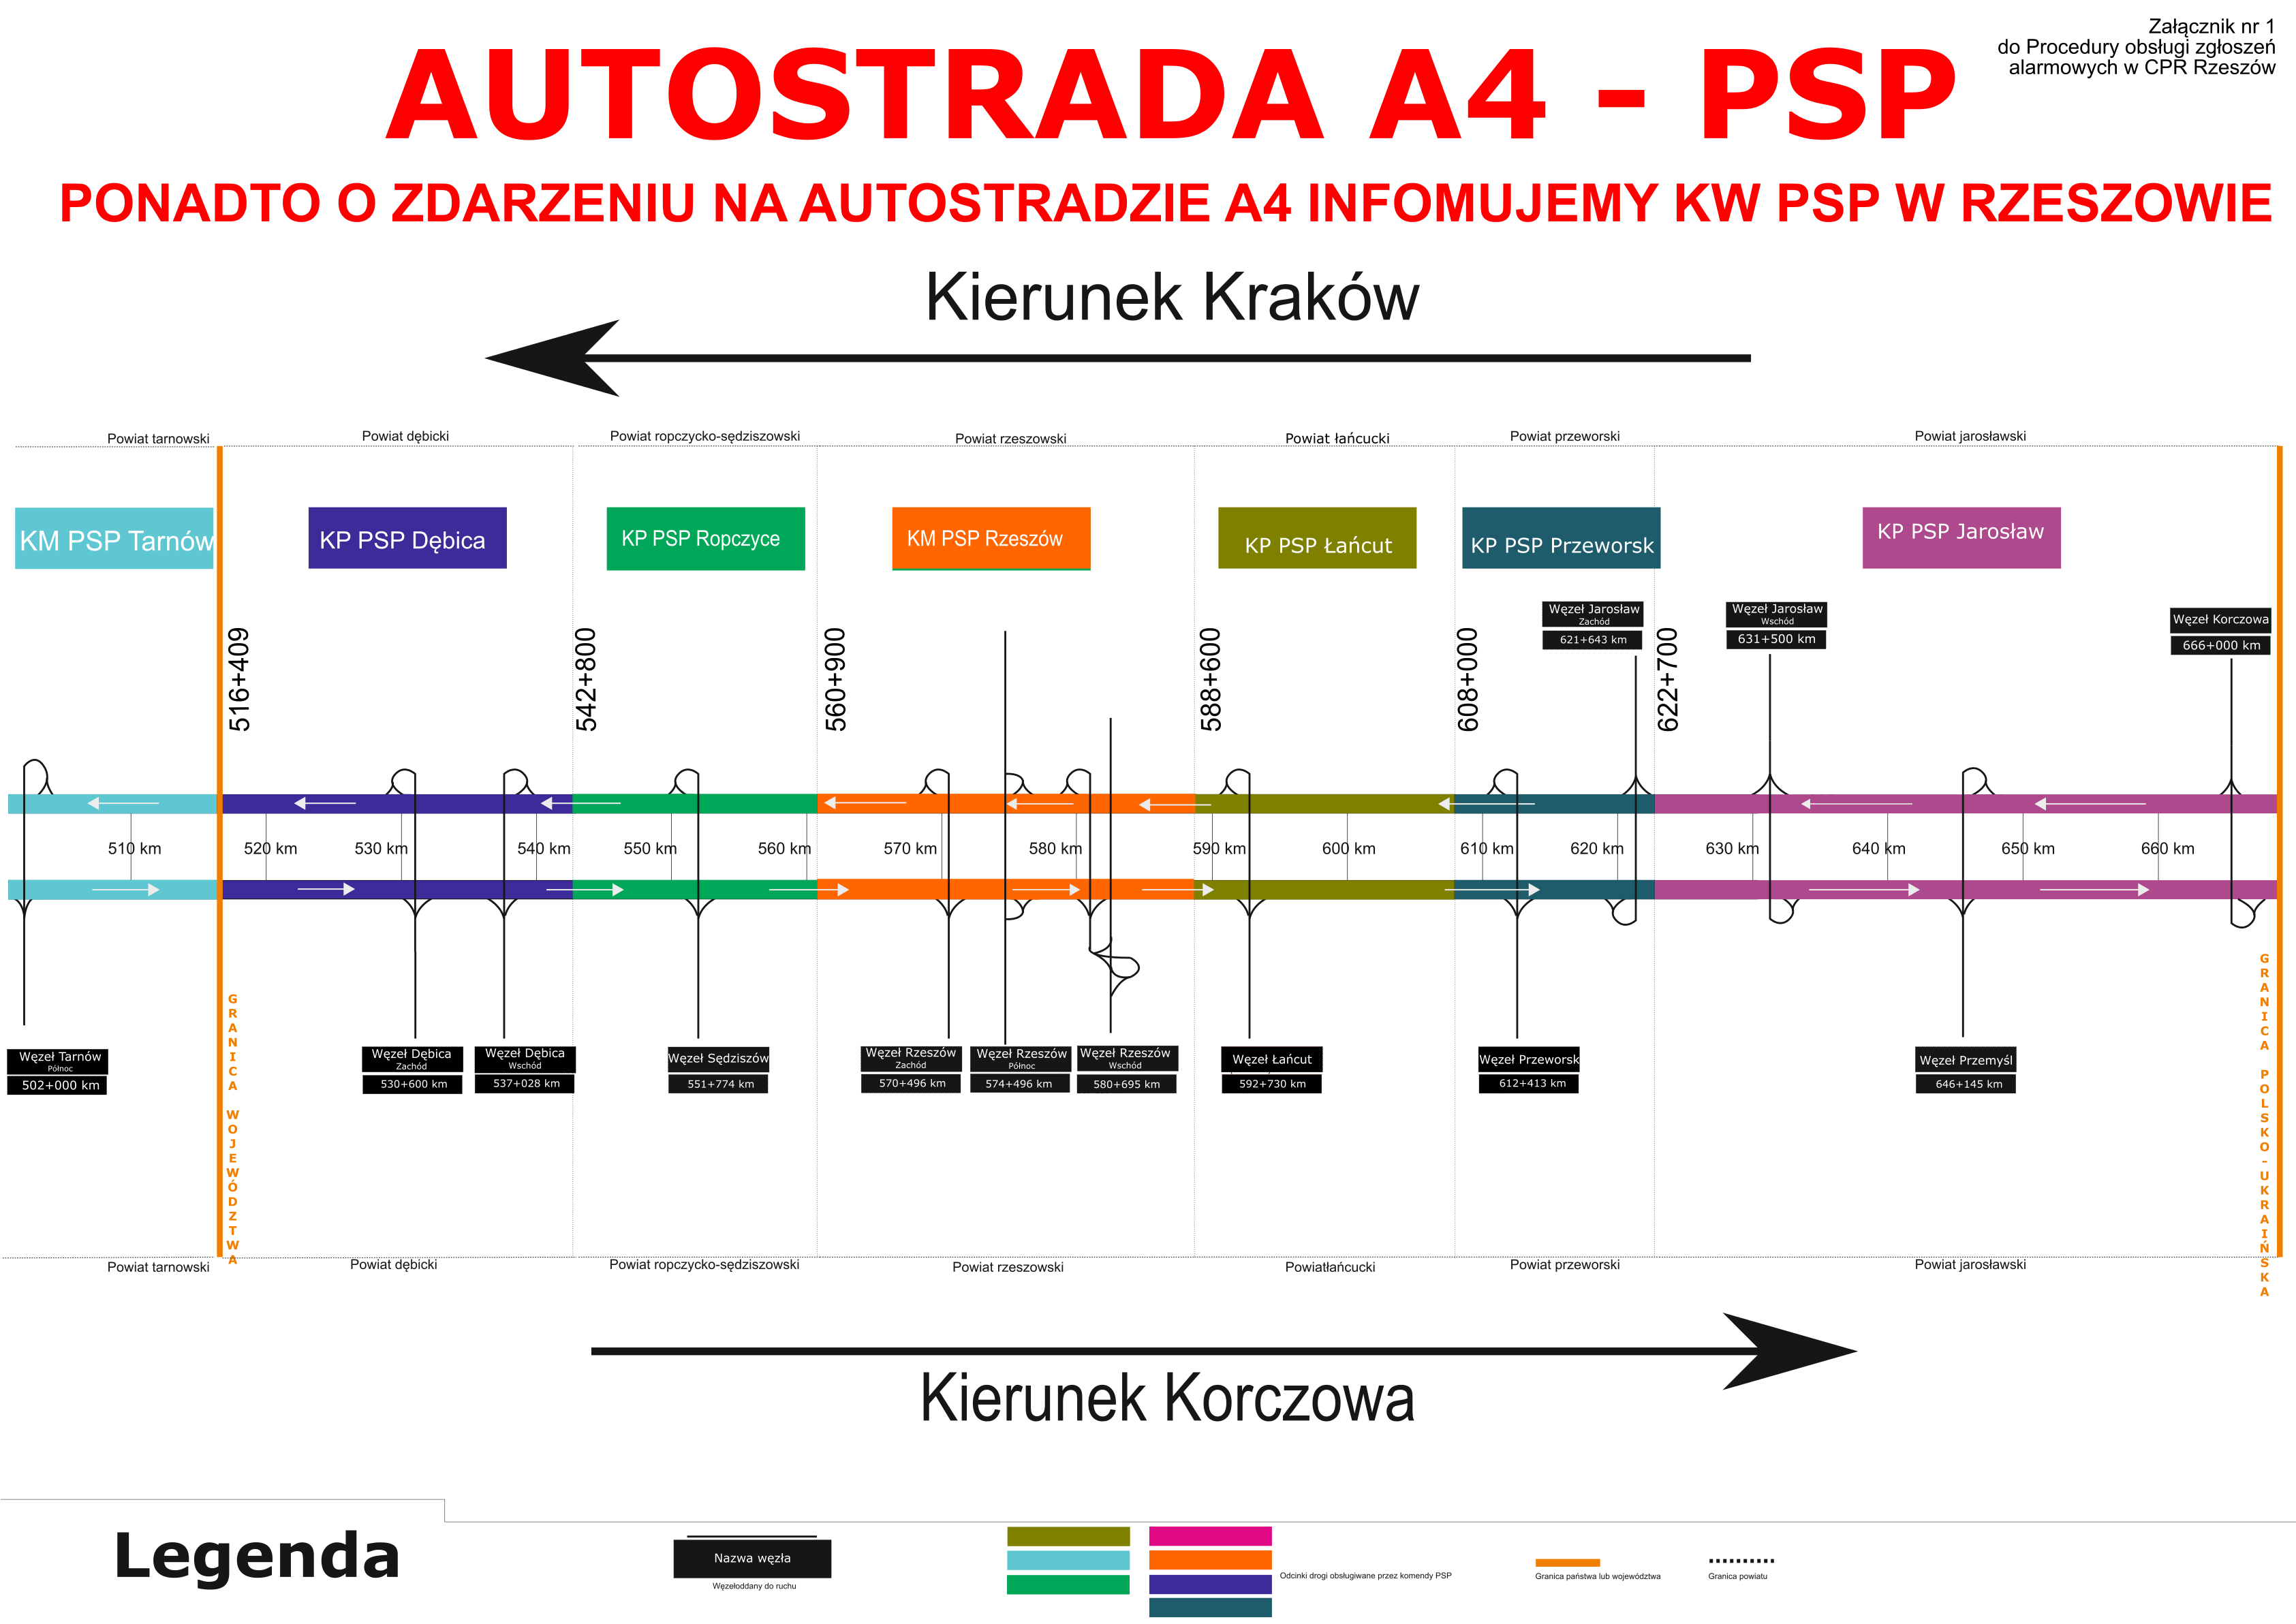 Załącznik nr 1
do Procedury obsługi zgłoszeń
alarmowych w CPR Rzeszów
AUTOSTRADA A4 - PSP
PONADTO O ZDARZENIU NA AUTOSTRADZIE A4 INFOMUJEMY KW PSP W RZESZOWIE
Kierunek Kraków
Powiat tarnowski
Powiat dębicki
Powiat ropczycko-sędziszowski
Powiat rzeszowski
Powiat łańcucki
Powiat przeworski
Powiat jarosławski
KM PSP Tarnów
KP PSP Dębica
KP PSP Ropczyce
KM PSP Rzeszów
KP PSP Łańcut
KP PSP Przeworsk
KP PSP Jarosław
516+409
542+800
560+900
588+600
608+000
622+700
Węzeł Jarosław
Zachód
621+643 km
Węzeł Jarosław
Wschód
631+500 km
Węzeł Korczowa
666+000 km
510 km
520 km
530 km
540 km
550 km
560 km
570 km
580 km
590 km
600 km
610 km
620 km
630 km
640 km
650 km
660 km
GRANICA WOJEWÓDZTWA
GRANICA POLSKO-UKRAIŃSKA
Węzeł Tarnów
Północ
502+000 km
Węzeł Dębica
Zachód
530+600 km
Węzeł Dębica
Wschód
537+028 km
Węzeł Sędziszów
551+774 km
Węzeł Rzeszów
Zachód
570+496 km
Węzeł Rzeszów
Północ
574+496 km
Węzeł Rzeszów
Wschód
580+695 km
Węzeł Łańcut
592+730 km
Węzeł Przeworsk
612+413 km
Węzeł Przemyśl
646+145 km
Powiat tarnowski
Powiat dębicki
Powiat ropczycko-sędziszowski
Powiat rzeszowski
Powiatłańcucki
Powiat przeworski
Powiat jarosławski
Kierunek Korczowa
Legenda
Nazwa węzła
Węzełoddany do ruchu
Odcinki drogi obsługiwane przez komendy PSP
Granica państwa lub województwa
Granica powiatu